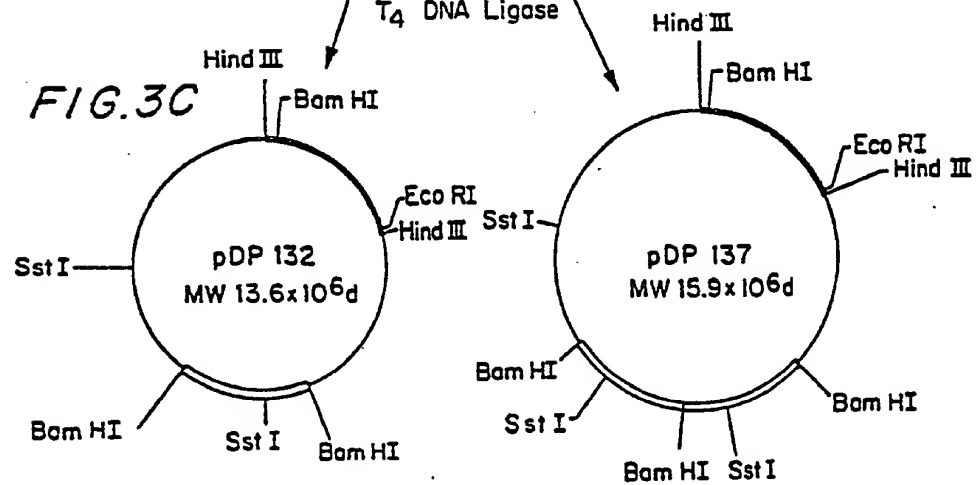 T4 DNA Ligase
FIG.3C
Hind III
Bam HI
Eco RI
Hind III
Sst I
pDP 132
MW 13.6x10⁶d
Bam HI
Sst I
Bam HI
Hind III
Bam HI
Eco RI
Hind III
Sst I
pDP 137
MW 15.9x10⁶d
Bam HI
Sst I
Bam HI
Sst I
Bam HI